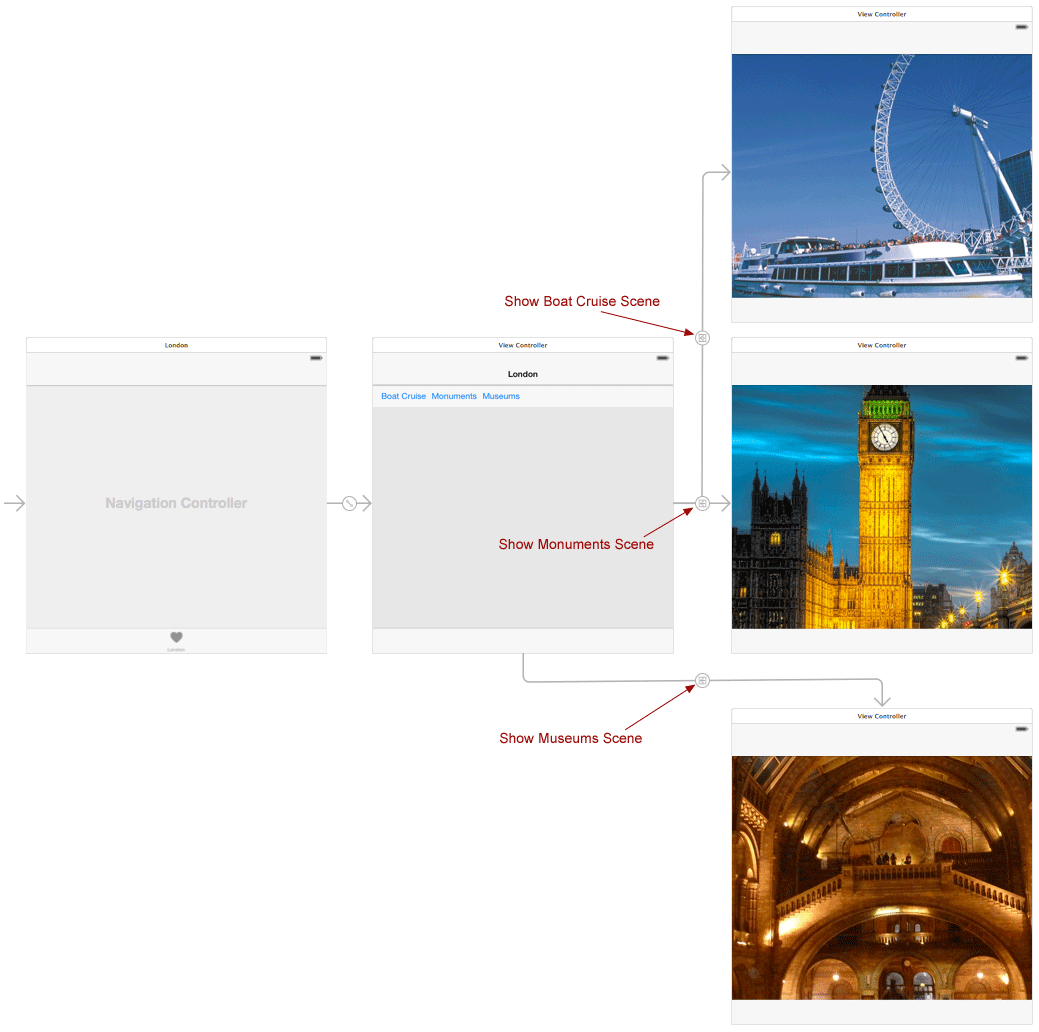 View Controller
Show Boat Cruise Scene
London
View Controller
View Controller
London
Boat Cruise Monuments Museums
Navigation Controller
Show Monuments Scene
London
Show Museums Scene
View Controller